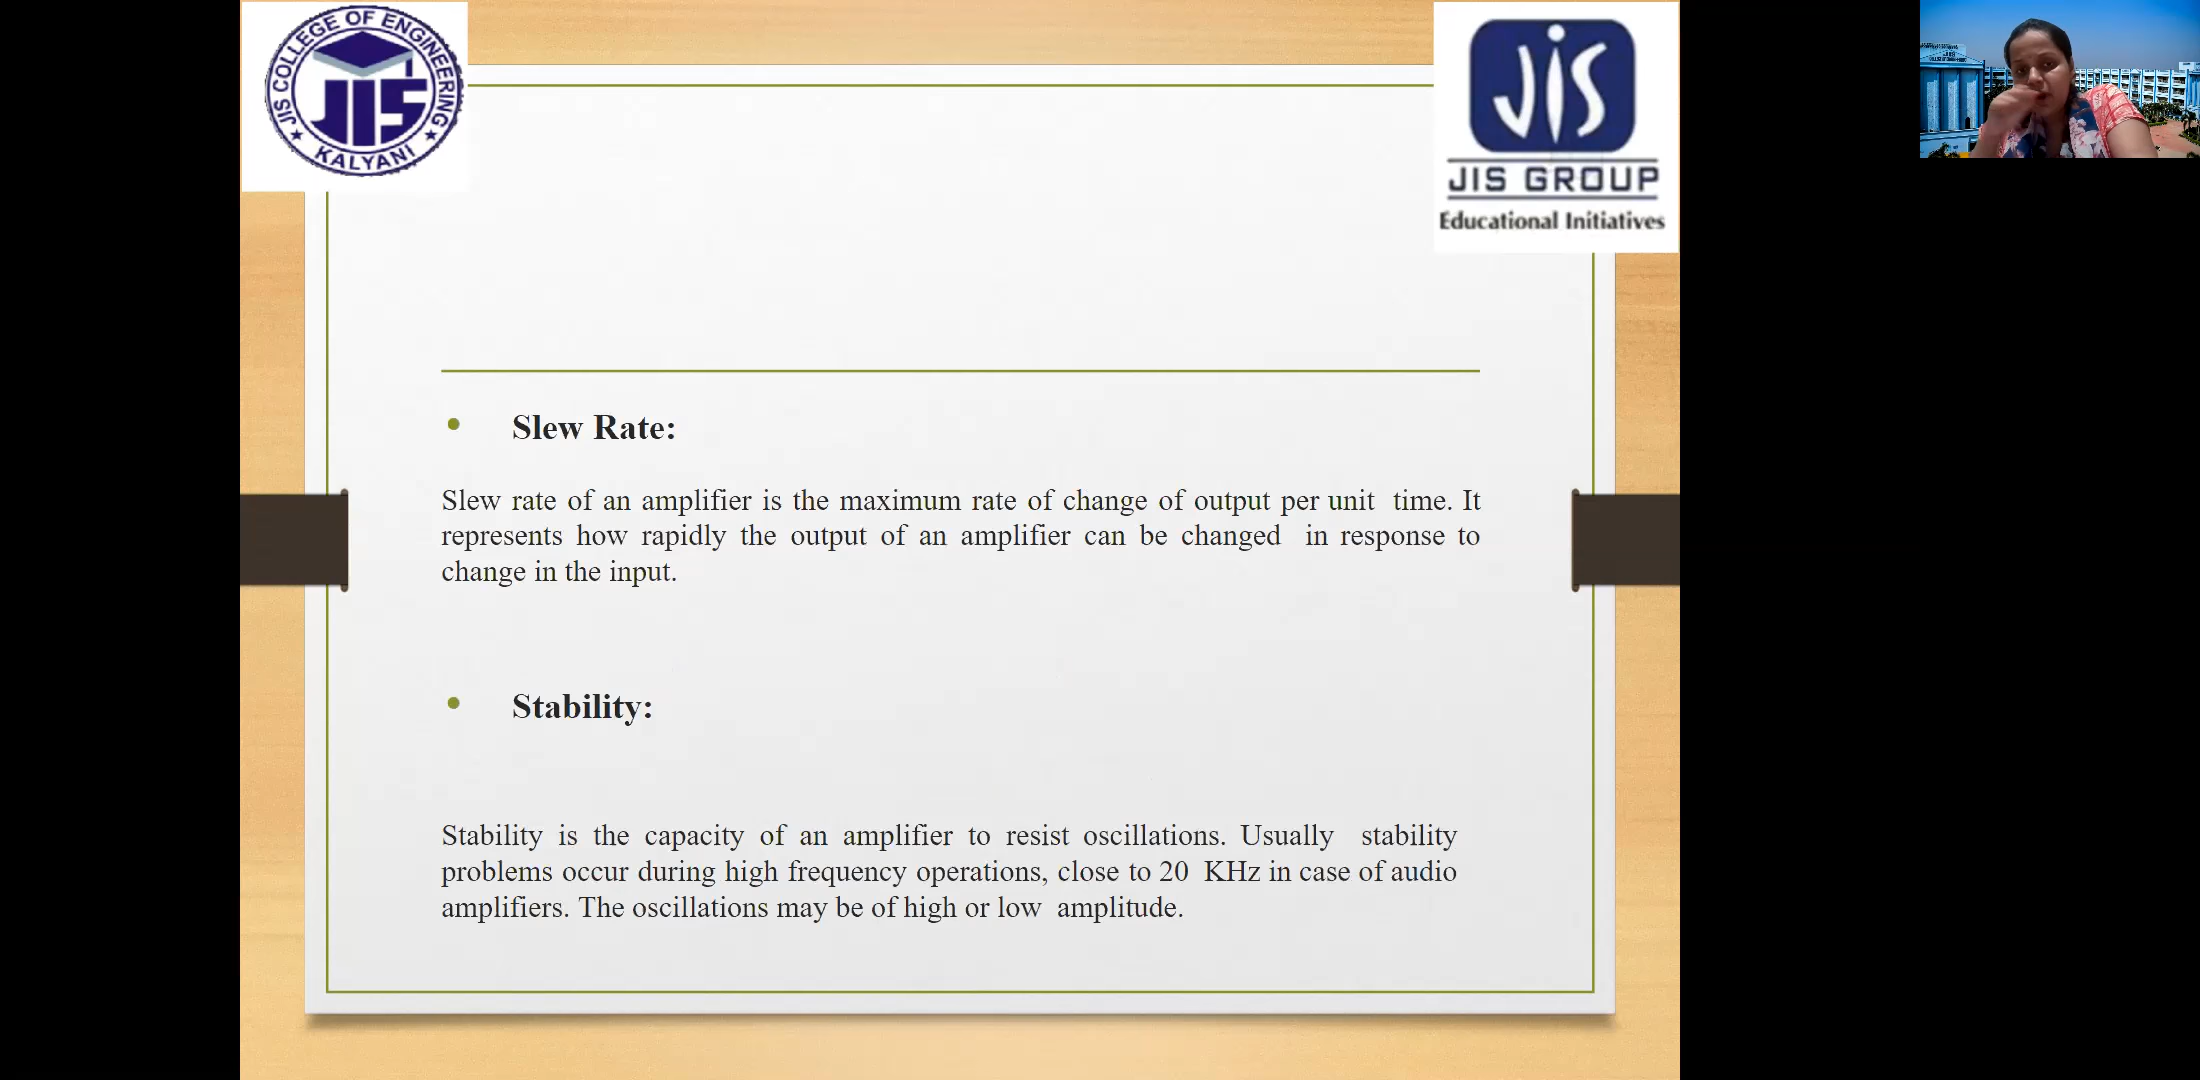 JIS COLLEGE OF ENGINEERING
JIS
KALYANI
JIS
JIS GROUP
Educational Initiatives
Slew Rate:
Slew rate of an amplifier is the maximum rate of change of output per unit time. It
represents how rapidly the output of an amplifier can be changed in response to
change in the input.
Stability:
Stability is the capacity of an amplifier to resist oscillations. Usually stability
problems occur during high frequency operations, close to 20 KHz in case of audio
amplifiers. The oscillations may be of high or low amplitude.